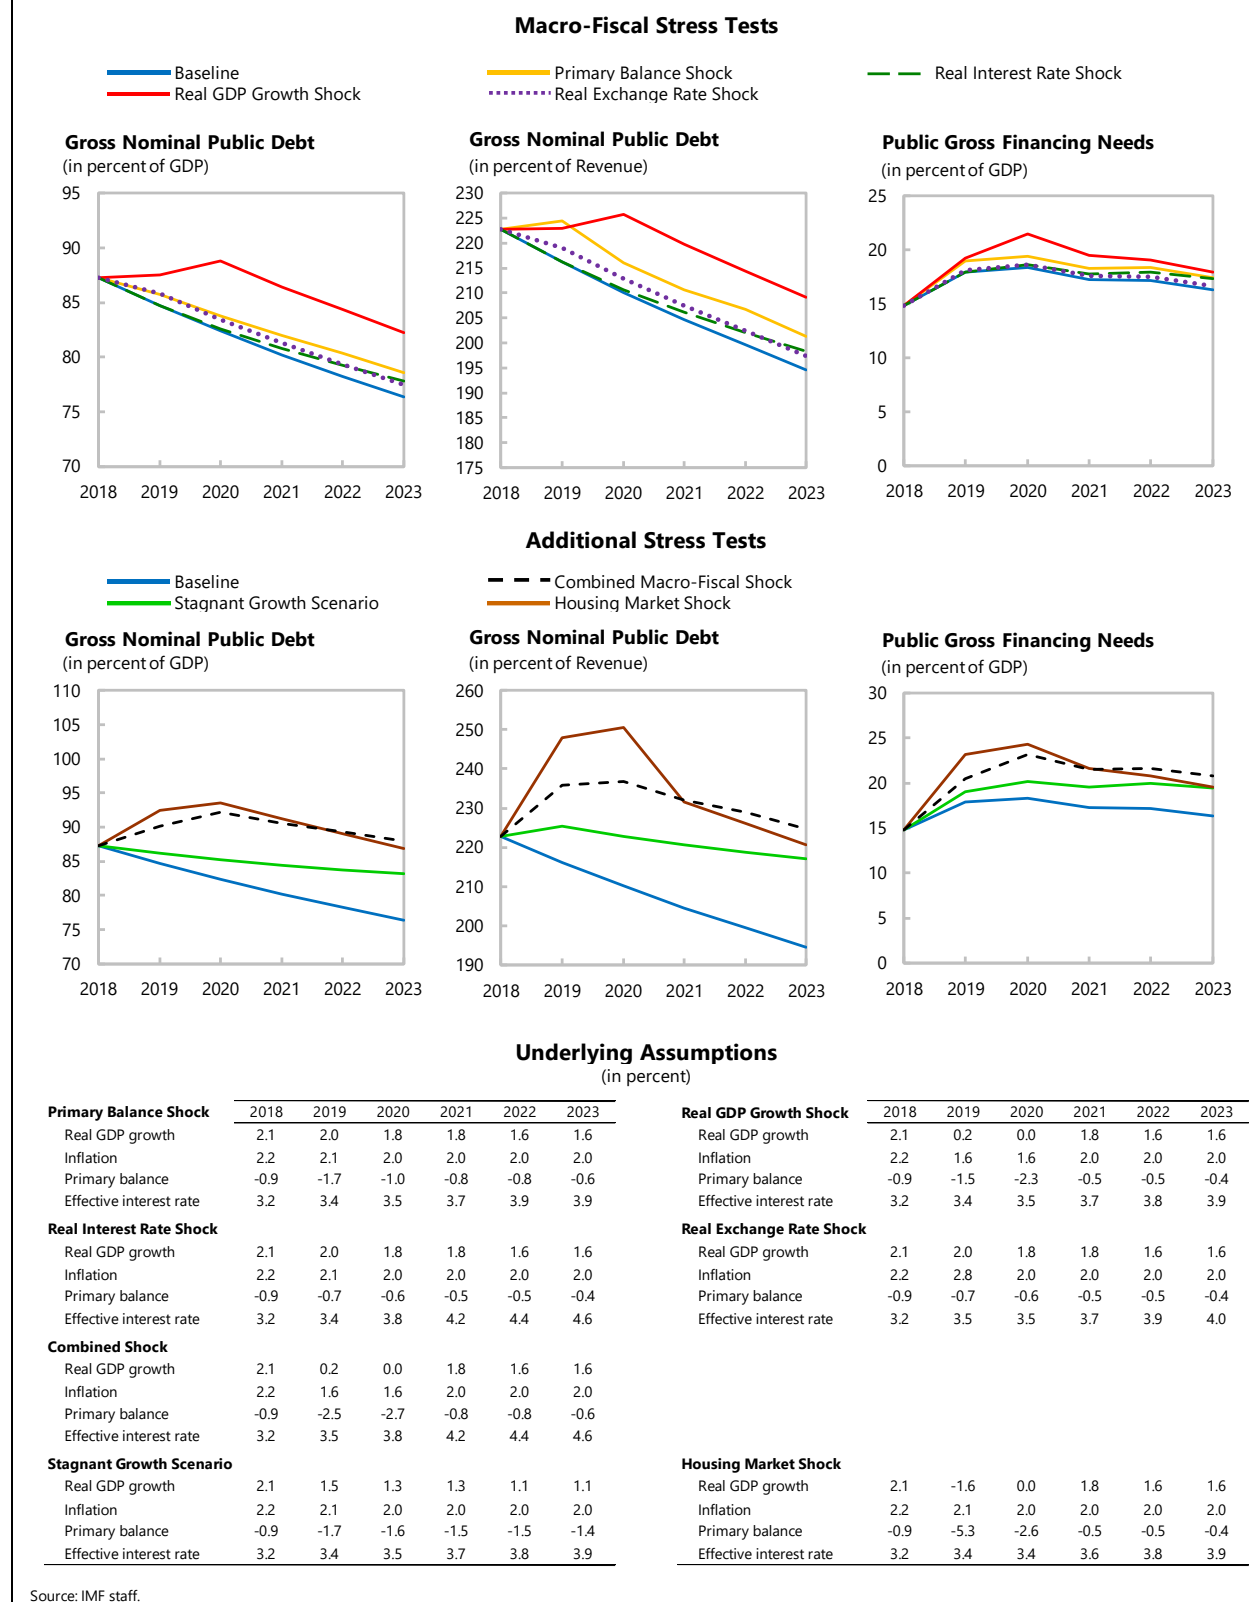 Macro-Fiscal Stress Tests
Baseline
Primary Balance Shock
Real Interest Rate Shock
Real GDP Growth Shock
Real Exchange Rate Shock
Gross Nominal Public Debt
(in percent of GDP)
95
90
85
80
75
70
2018 2019 2020 2021 2022 2023
Gross Nominal Public Debt
(in percent of Revenue)
230
225
220
215
210
205
200
195
190
185
180
175
2018 2019 2020 2021 2022 2023
Public Gross Financing Needs
(in percent of GDP)
25
20
15
10
5
0
2018 2019 2020 2021 2022 2023
Additional Stress Tests
Baseline
Combined Macro-Fiscal Shock
Stagnant Growth Scenario
Housing Market Shock
Gross Nominal Public Debt
(in percent of GDP)
110
105
100
95
90
85
80
75
70
2018 2019 2020 2021 2022 2023
Gross Nominal Public Debt
(in percent of Revenue)
260
250
240
230
220
210
200
190
2018 2019 2020 2021 2022 2023
Public Gross Financing Needs
(in percent of GDP)
30
25
20
15
10
5
0
2018 2019 2020 2021 2022 2023
Underlying Assumptions
(in percent)
Primary Balance Shock 2018 2019 2020 2021 2022 2023
Real GDP growth 2.1 2.0 1.8 1.8 1.6 1.6
Inflation 2.2 2.1 2.0 2.0 2.0 2.0
Primary balance -0.9 -1.7 -1.0 -0.8 -0.8 -0.6
Effective interest rate 3.2 3.4 3.5 3.7 3.9 3.9
Real GDP Growth Shock 2018 2019 2020 2021 2022 2023
Real GDP growth 2.1 0.2 0.0 1.8 1.6 1.6
Inflation 2.2 1.6 1.6 2.0 2.0 2.0
Primary balance -0.9 -1.5 -2.3 -0.5 -0.5 -0.4
Effective interest rate 3.2 3.4 3.5 3.7 3.8 3.9
Real Interest Rate Shock
Real GDP growth 2.1 2.0 1.8 1.8 1.6 1.6
Inflation 2.2 2.1 2.0 2.0 2.0 2.0
Primary balance -0.9 -0.7 -0.6 -0.5 -0.5 -0.4
Effective interest rate 3.2 3.4 3.8 4.2 4.4 4.6
Real Exchange Rate Shock
Real GDP growth 2.1 2.0 1.8 1.8 1.6 1.6
Inflation 2.2 2.8 2.0 2.0 2.0 2.0
Primary balance -0.9 -0.7 -0.6 -0.5 -0.5 -0.4
Effective interest rate 3.2 3.5 3.5 3.7 3.9 4.0
Combined Shock
Real GDP growth 2.1 0.2 0.0 1.8 1.6 1.6
Inflation 2.2 1.6 1.6 2.0 2.0 2.0
Primary balance -0.9 -2.5 -2.7 -0.8 -0.8 -0.6
Effective interest rate 3.2 3.5 3.8 4.2 4.4 4.6
Stagnant Growth Scenario
Real GDP growth 2.1 1.5 1.3 1.3 1.1 1.1
Inflation 2.2 2.1 2.0 2.0 2.0 2.0
Primary balance -0.9 -1.7 -1.6 -1.5 -1.5 -1.4
Effective interest rate 3.2 3.4 3.5 3.7 3.8 3.9
Housing Market Shock
Real GDP growth 2.1 -1.6 0.0 1.8 1.6 1.6
Inflation 2.2 2.1 2.0 2.0 2.0 2.0
Primary balance -0.9 -5.3 -2.6 -0.5 -0.5 -0.4
Effective interest rate 3.2 3.4 3.4 3.6 3.8 3.9
Source: IMF staff.